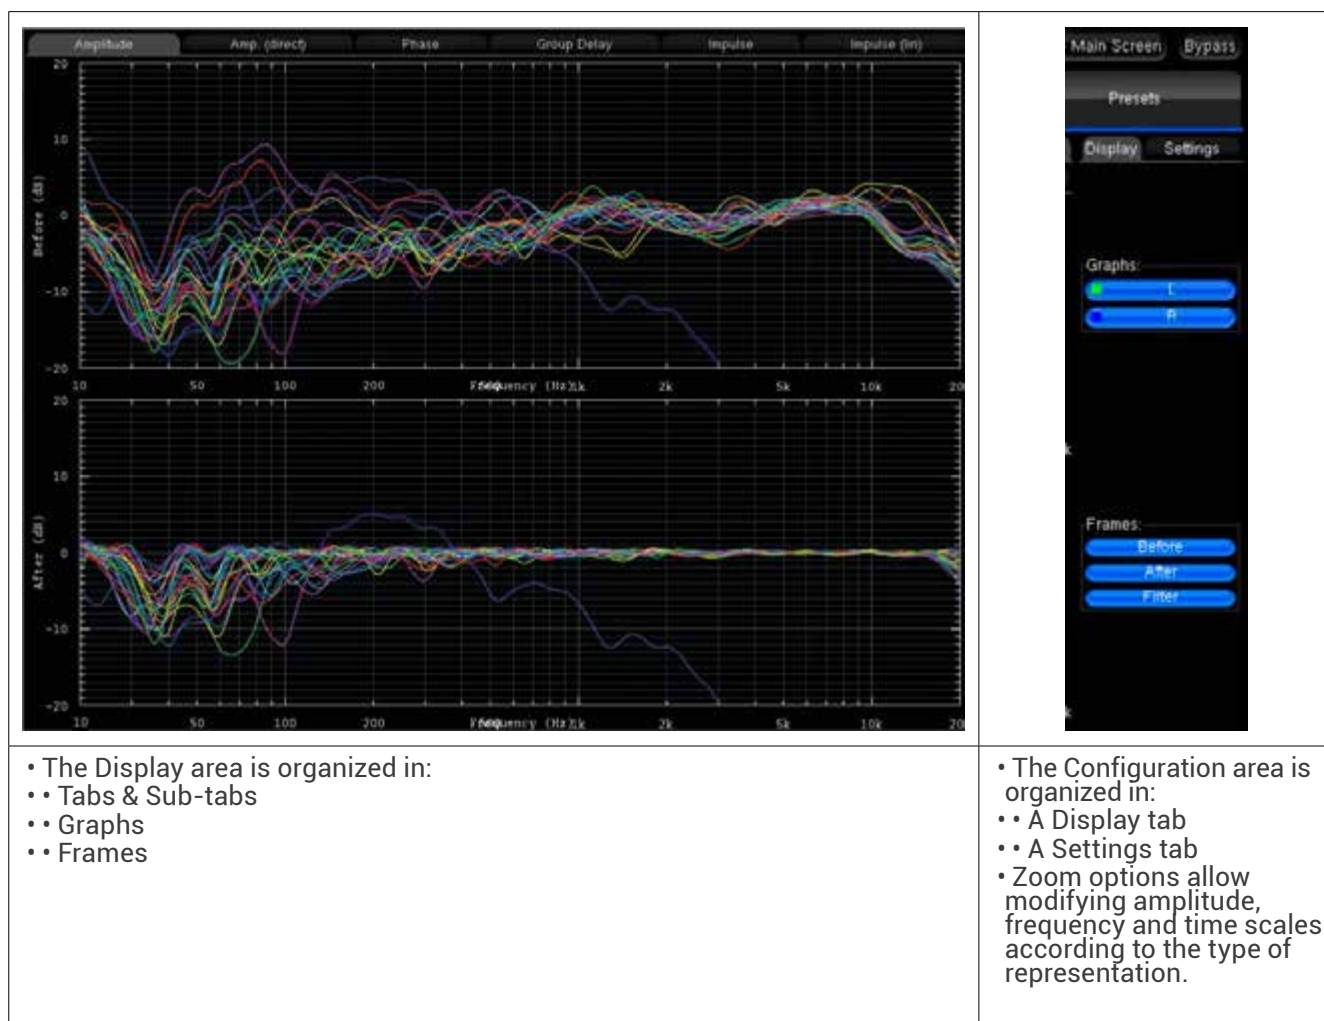 Amplitude Amp. (direct) Phase Group Delay Impulse Impulse (lin)
20
10
0
-10
-20
Before (dB)
10 50 100 200 1k 2k 5k 10k 20
20
10
0
-10
-20
After (dB)
10 50 100 200 1k 2k 5k 10k 20
Main Screen Bypass
Presets
Display Settings
Graphs:
L
R
k
Frames:
Before
After
Filter
k
• The Display area is organized in:
• • Tabs & Sub-tabs
• • Graphs
• • Frames
• The Configuration area is
organized in:
• • A Display tab
• • A Settings tab
• Zoom options allow
modifying amplitude,
frequency and time scales
according to the type of
representation.